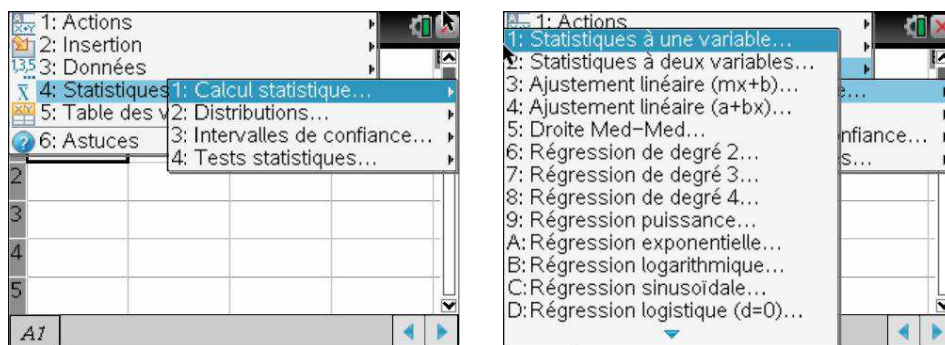 1: Actions
2: Insertion
3: Données
4: Statistiques
5: Table des v
6: Astuces
1: Calcul statistique...
2: Distributions...
3: Intervalles de confiance...
4: Tests statistiques...
2
3
4
5
A1
1: Actions
1: Statistiques à une variable...
2: Statistiques à deux variables...
3: Ajustement linéaire (mx+b)...
4: Ajustement linéaire (a+bx)...
5: Droite Med-Med...
6: Régression de degré 2...
7: Régression de degré 3...
8: Régression de degré 4...
9: Régression puissance...
A: Régression exponentielle...
B: Régression logarithmique...
C: Régression sinusoïdale...
D: Régression logistique (d=0)...
e...
nfiance...
s...